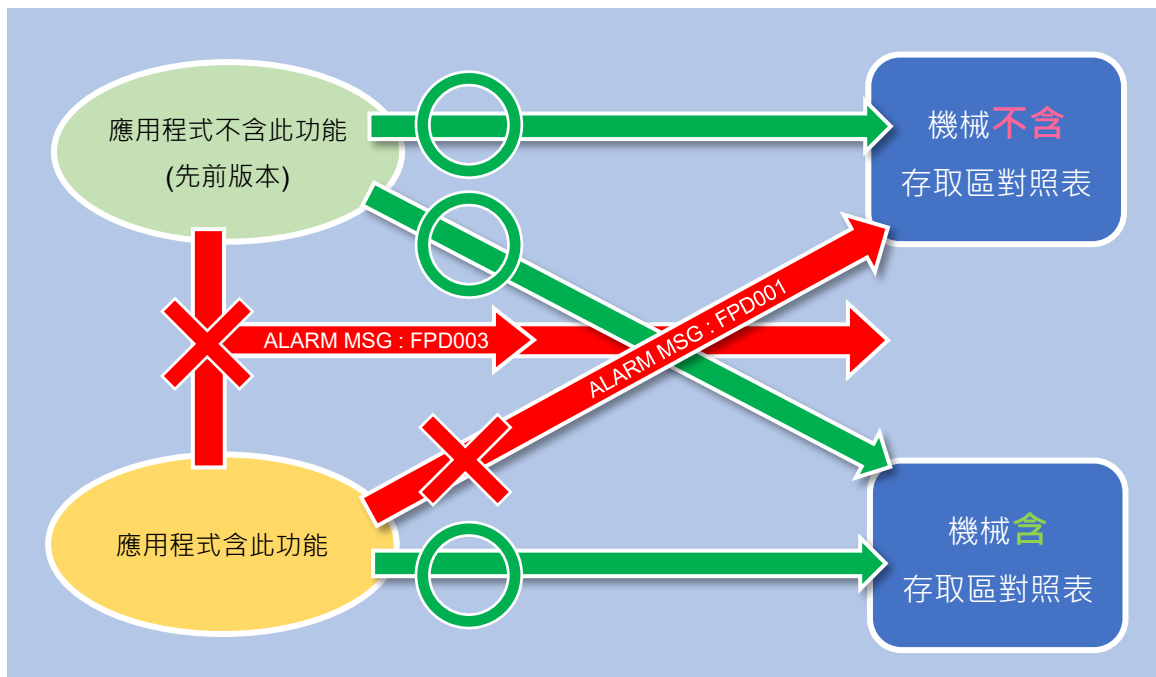 應用程式不含此功能
(先前版本)
機械不含
存取區對照表
ALARM MSG : FPD003
ALARM MSG : FPD001
應用程式含此功能
機械含
存取區對照表